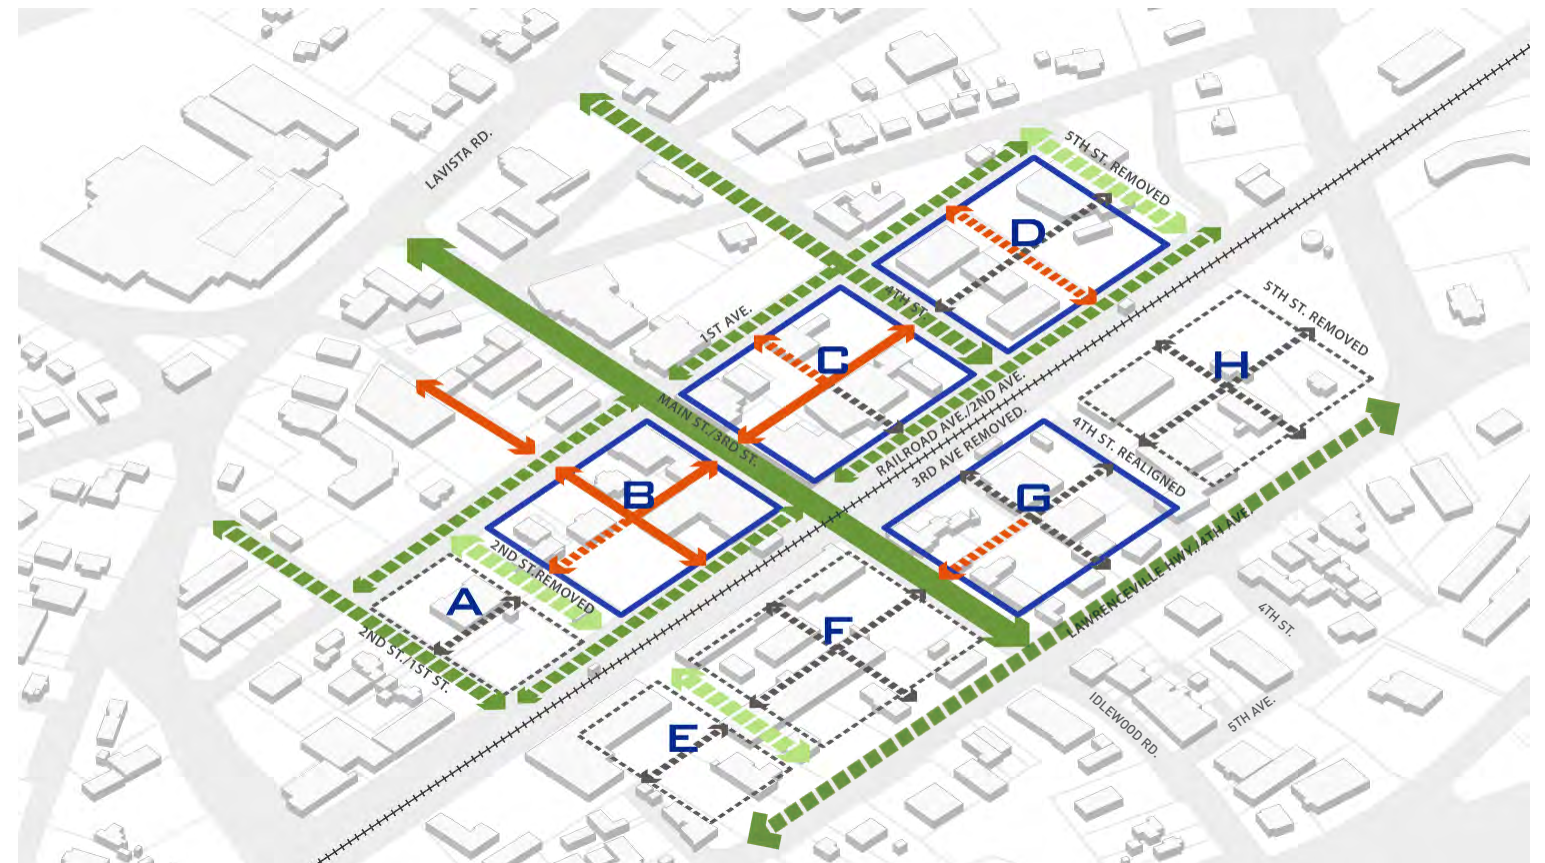 5TH ST. REMOVED
LAVISTA RD.
D
4TH ST.
1ST AVE.
5TH ST. REMOVED
C
H
RAILROAD AVE./2ND AVE.
3RD AVE REMOVED.
MAIN ST./3RD ST.
4TH ST. REALIGNED
B
G
2ND ST.REMOVED
LAWRENCEVILLE HWY./4TH AVE.
A
F
4TH ST.
2ND ST./1ST ST.
E
IDLEWOOD RD.
5TH AVE.